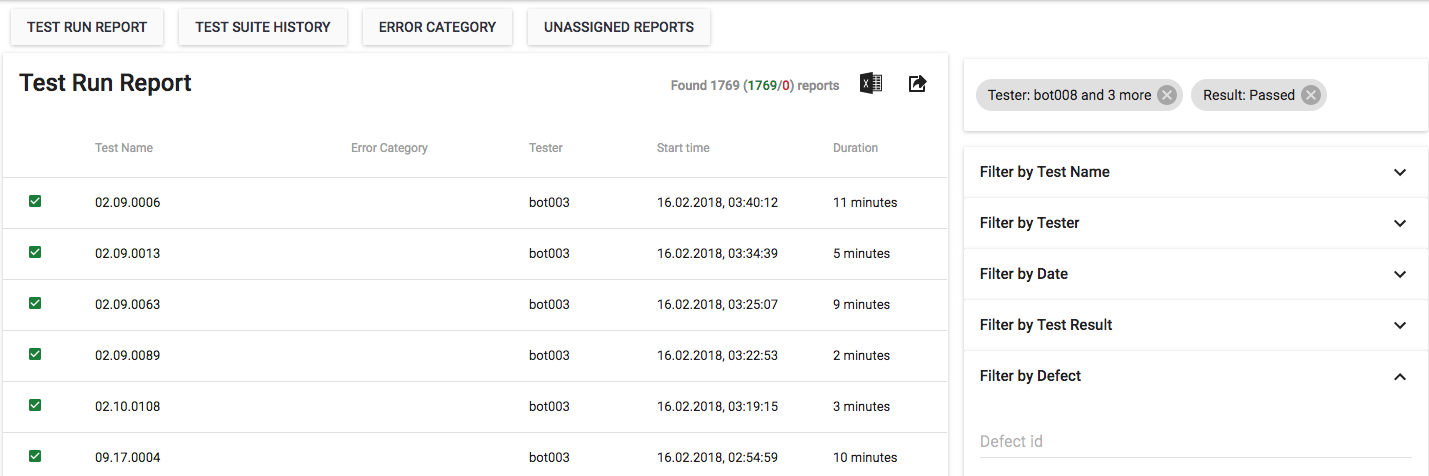 TEST RUN REPORT TEST SUITE HISTORY ERROR CATEGORY UNASSIGNED REPORTS
Test Run Report
Found 1769 (1769/0) reports
Test Name Error Category Tester Start time Duration
02.09.0006 bot003 16.02.2018, 03:40:12 11 minutes
02.09.0013 bot003 16.02.2018, 03:34:39 5 minutes
02.09.0063 bot003 16.02.2018, 03:25:07 9 minutes
02.09.0089 bot003 16.02.2018, 03:22:53 2 minutes
02.10.0108 bot003 16.02.2018, 03:19:15 3 minutes
09.17.0004 bot003 16.02.2018, 02:54:59 10 minutes
Tester: bot008 and 3 more Result: Passed
Filter by Test Name
Filter by Tester
Filter by Date
Filter by Test Result
Filter by Defect
Defect id